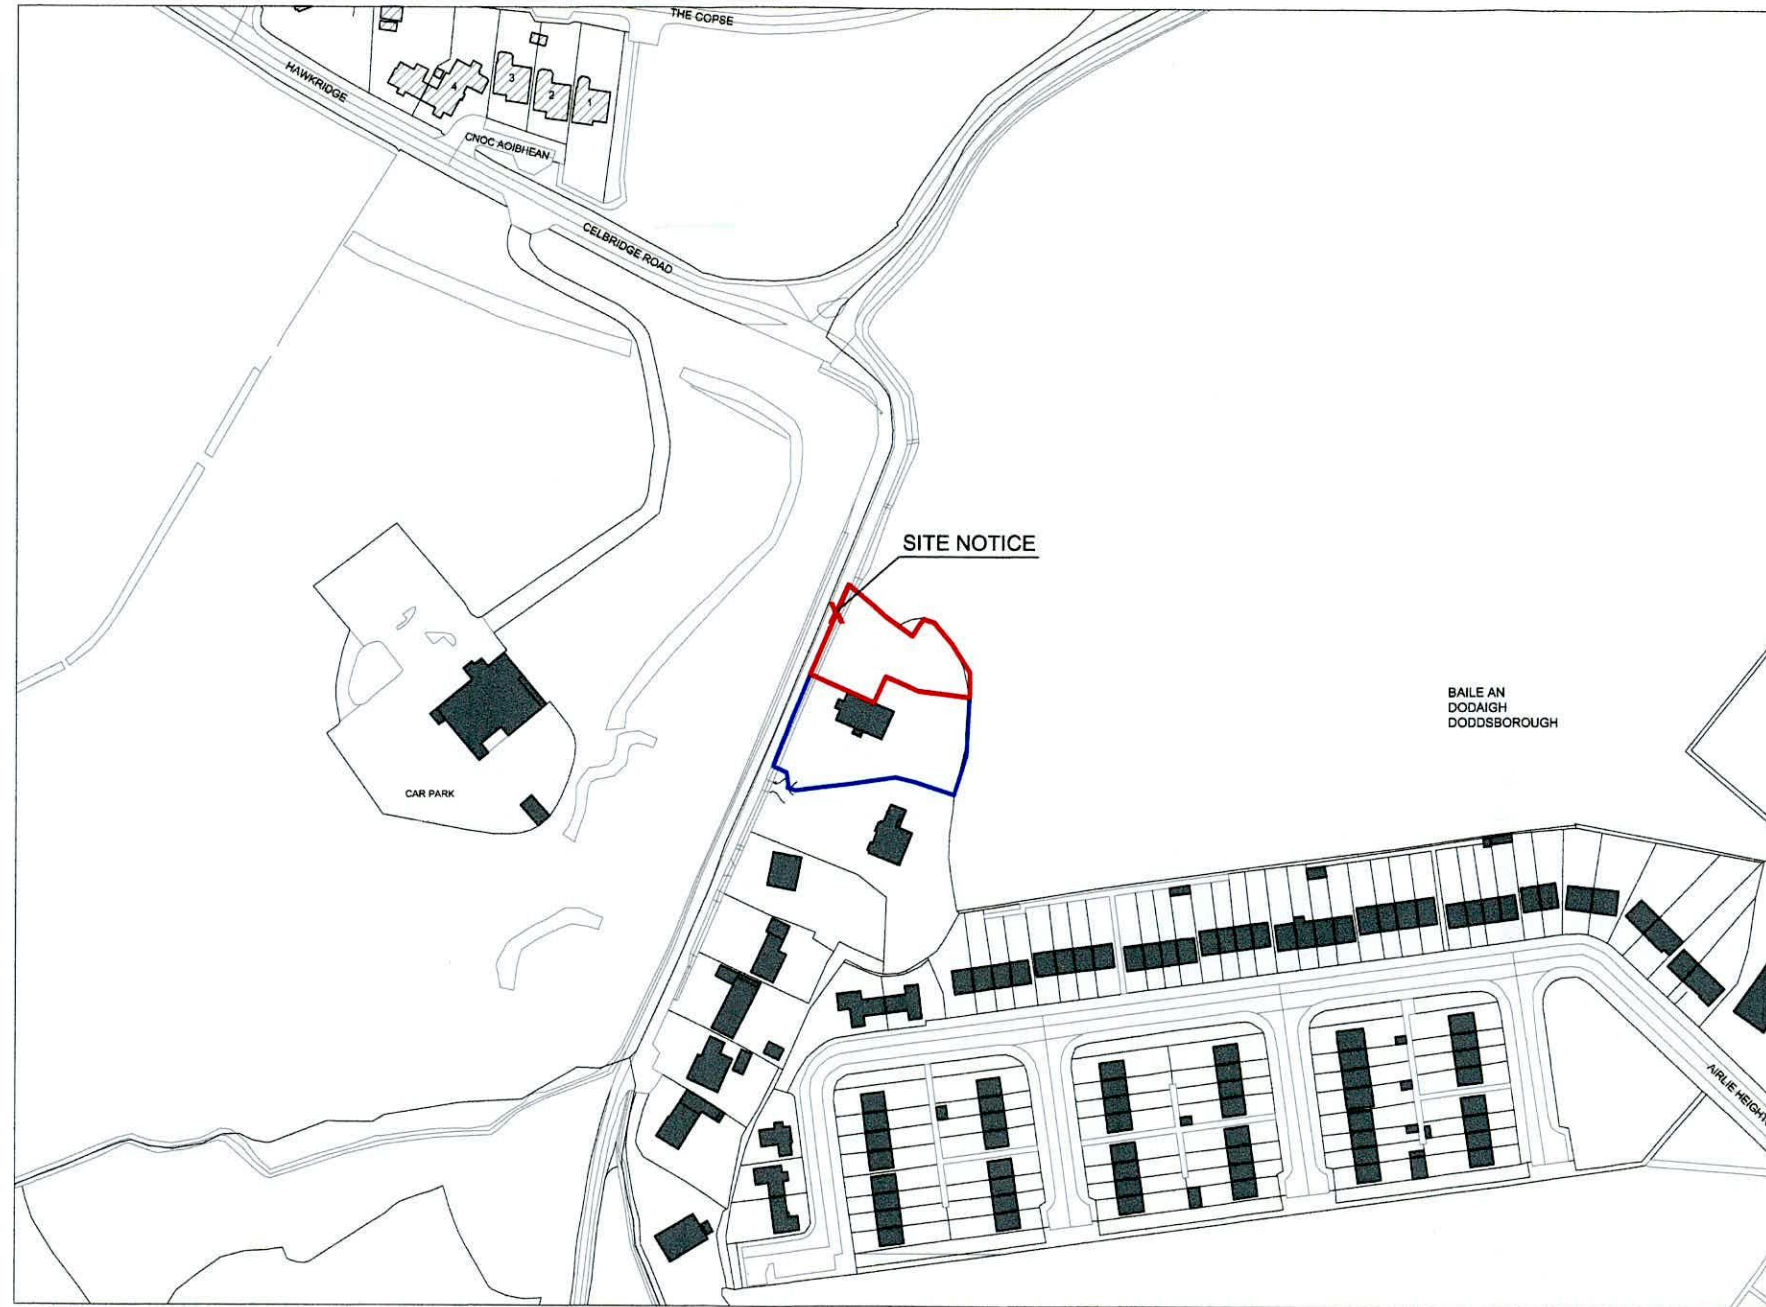 THE COPSE
HAWKRIDGE
4
3
2
1
CNOC AOIBHEAN
CELBRIDGE ROAD
SITE NOTICE
BAILE AN
DODAIGH
DODDSBOROUGH
CAR PARK
AIRLIE HEIGHTS